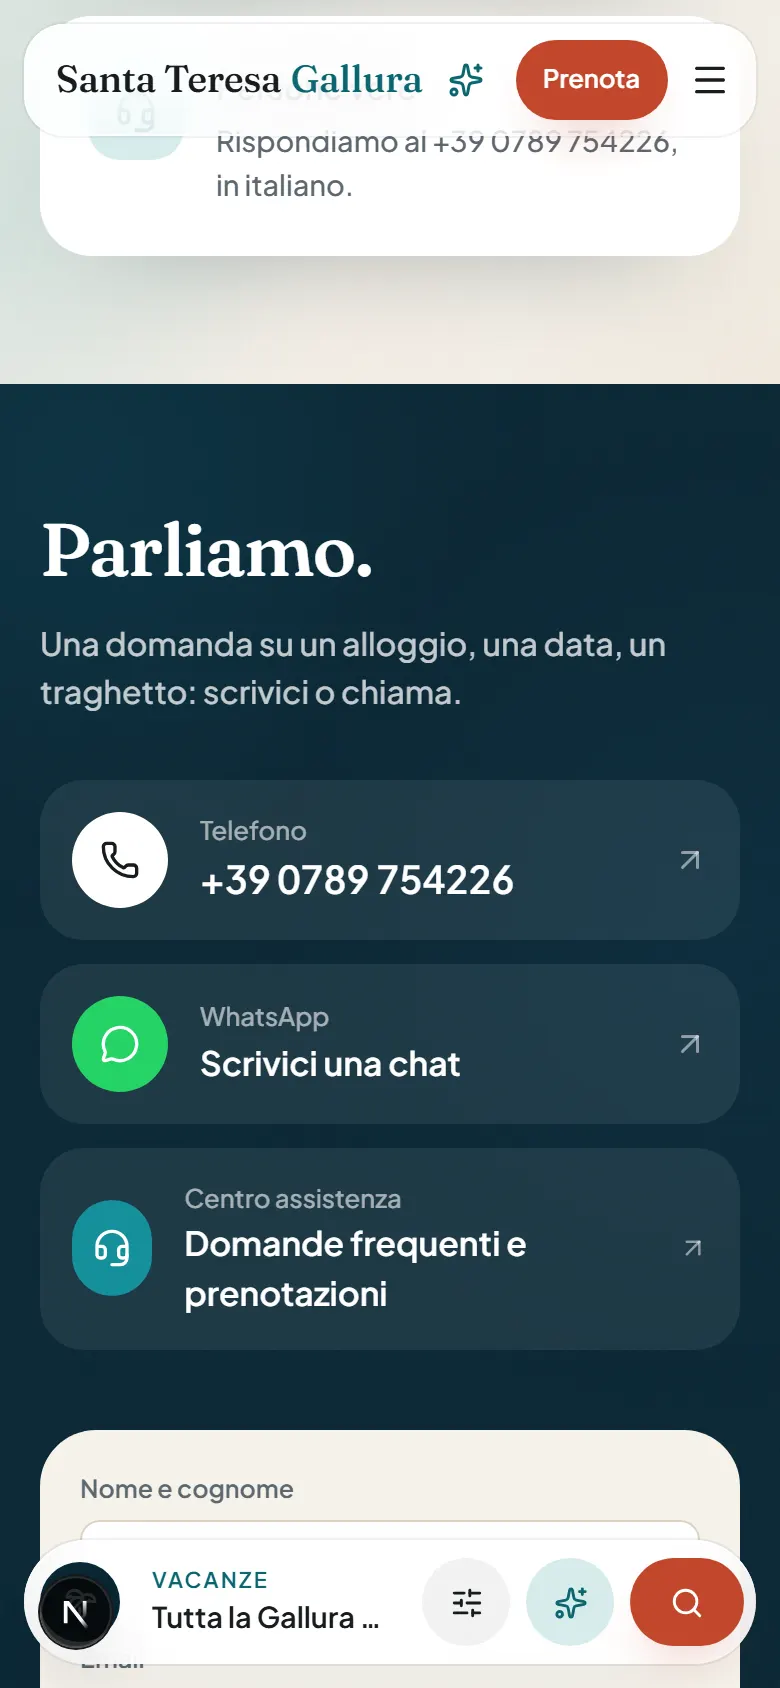 Santa Teresa Gallura
Prenota
Rispondiamo al +39 0789 754226,
in italiano.
Parliamo.
Una domanda su un alloggio, una data, un
traghetto: scrivici o chiama.
Telefono
+39 0789 754226
WhatsApp
Scrivici una chat
Centro assistenza
Domande frequenti e
prenotazioni
Nome e cognome
VACANZE
Tutta la Gallura ...
N
Email